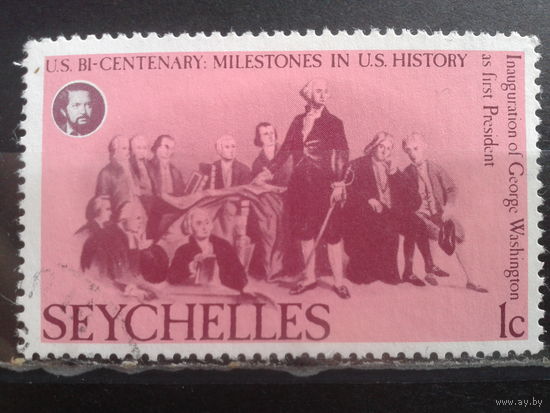 U.S. BI-CENTENARY: MILESTONES IN U.S. HISTORY
Inauguration of George Washington
as first President
SEYCHELLES
1c
www.ay.by